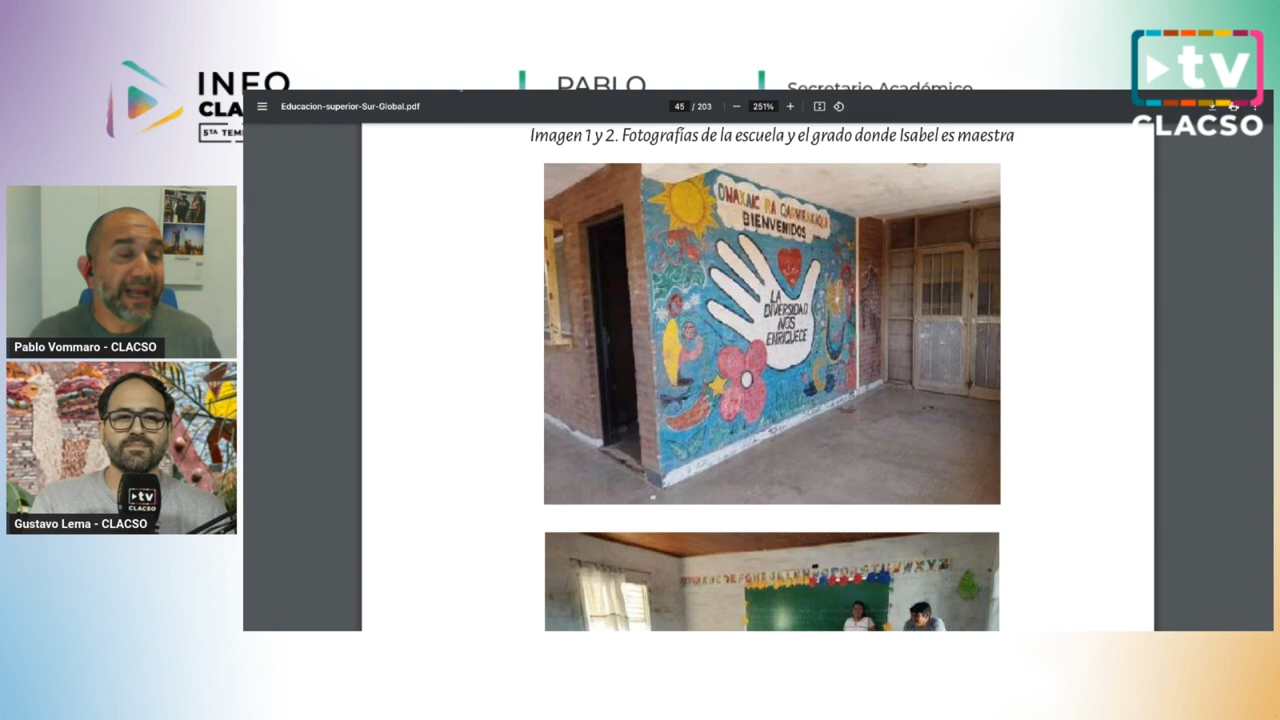 INFO
CLA
5TA TEM
PABLO
Secretario Académico
tv
CLACSO
Educacion-superior-Sur-Global.pdf
45 / 203
251%
Imagen 1 y 2. Fotografías de la escuela y el grado donde Isabel es maestra
BIENVENIDOS
LA
DIVERSIDAD
NOS
ENRIQUECE
Pablo Vommaro - CLACSO
tv
CLACSO
Gustavo Lema - CLACSO